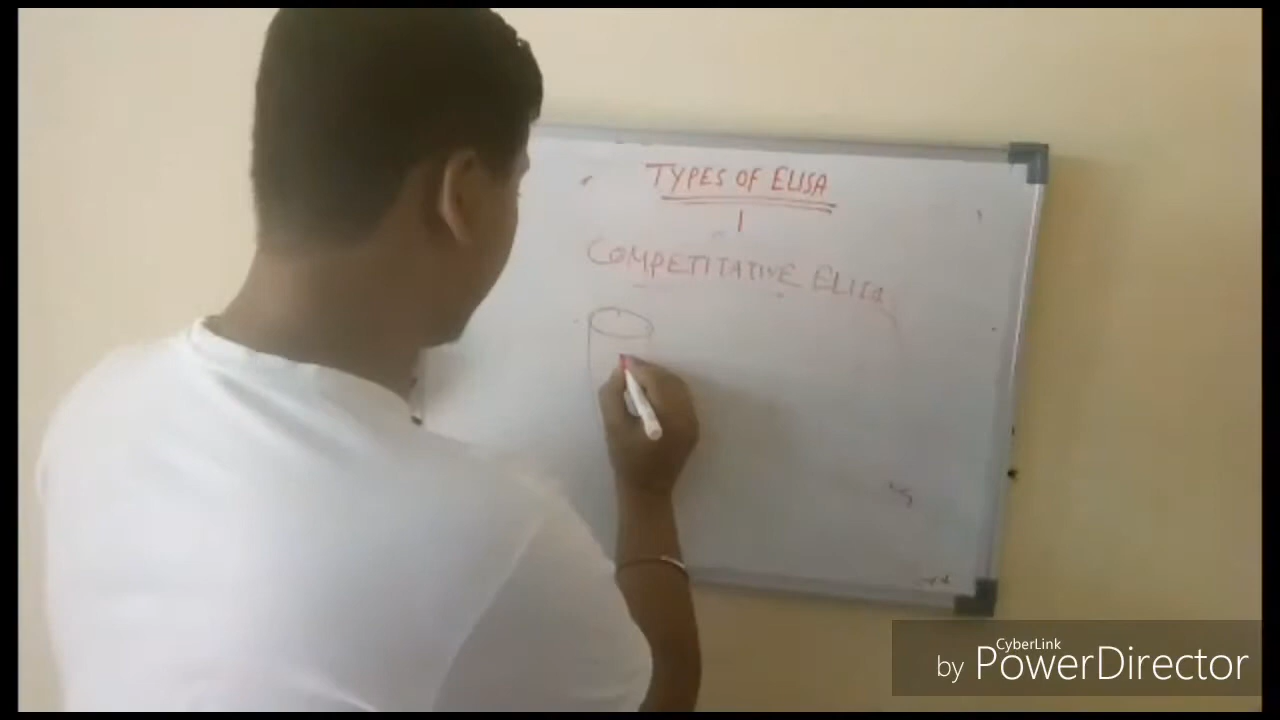 TYPES OF ELISA
COMPETITATIVE ELISA
CyberLink
by PowerDirector